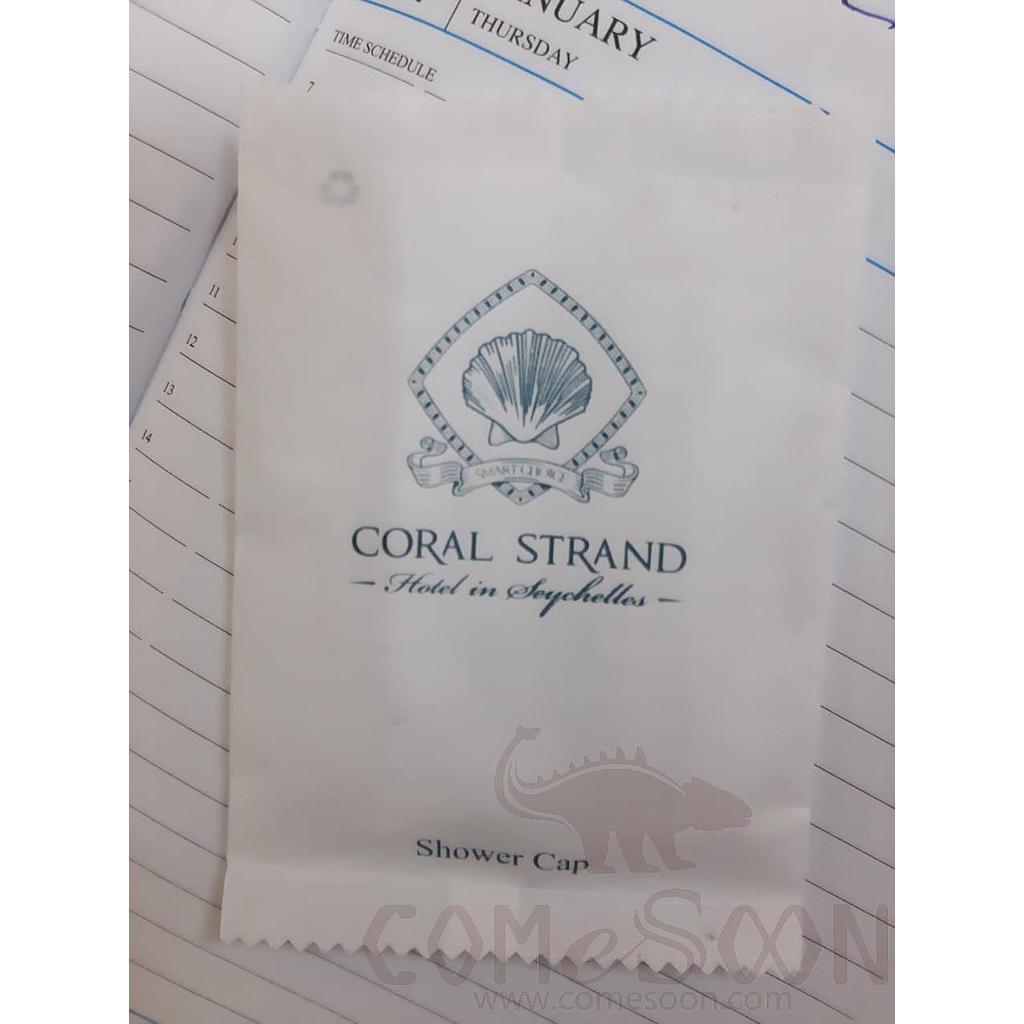 THURSDAY
TIME SCHEDULE
7
11
12
13
14
SMART CHOICE
CORAL STRAND
— Hotel in Seychelles —
Shower Cap
COMeSOON
www.comesoon.com